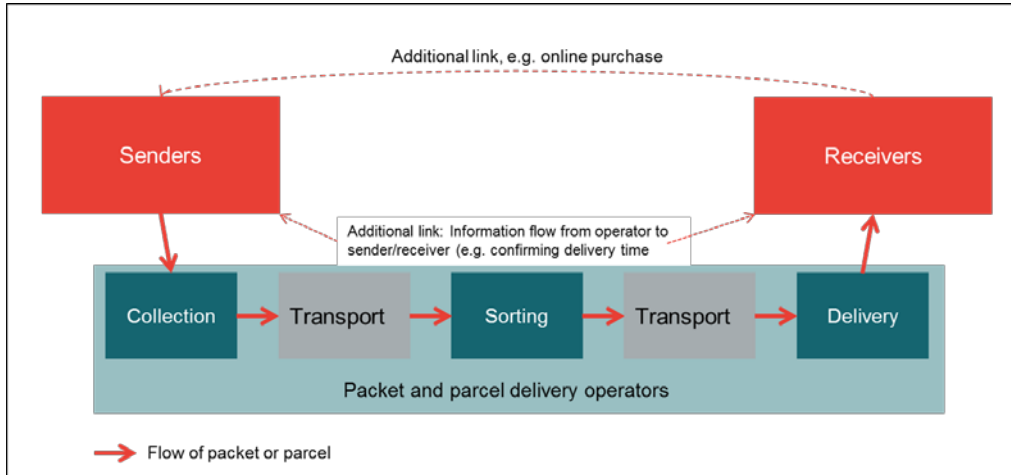 Additional link, e.g. online purchase
Senders
Receivers
Additional link: Information flow from operator to
sender/receiver (e.g. confirming delivery time
Collection
Transport
Sorting
Transport
Delivery
Packet and parcel delivery operators
Flow of packet or parcel